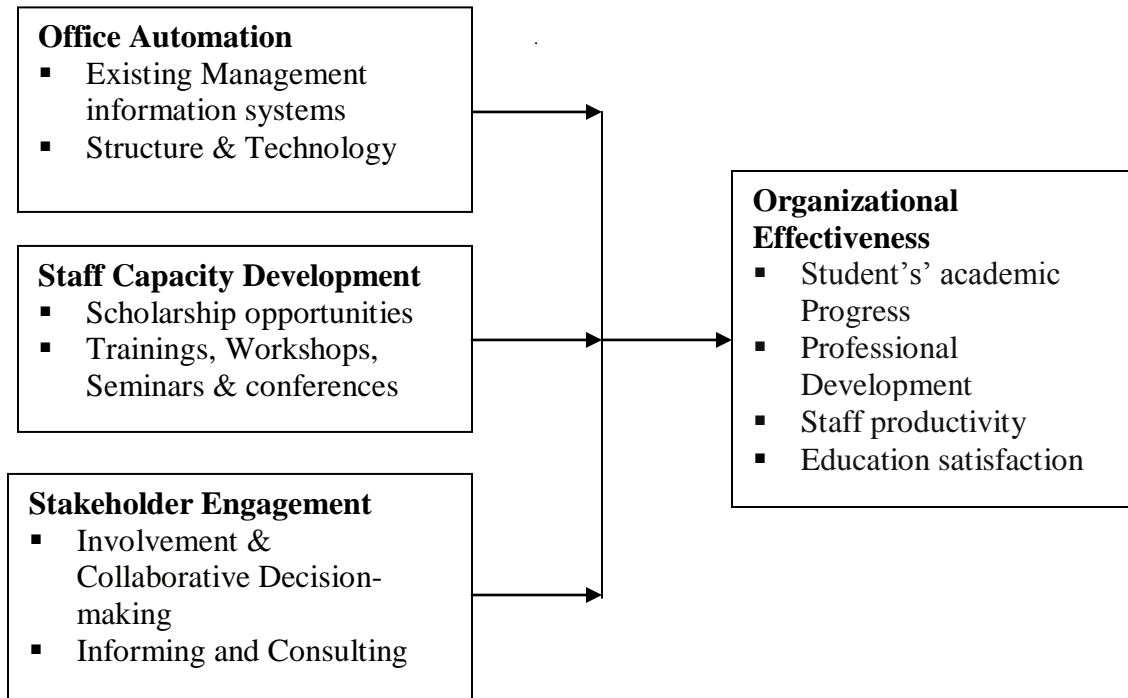 Office Automation
▪ Existing Management
information systems
▪ Structure & Technology
Staff Capacity Development
▪ Scholarship opportunities
▪ Trainings, Workshops,
Seminars & conferences
Stakeholder Engagement
▪ Involvement &
Collaborative Decision-
making
▪ Informing and Consulting
Organizational
Effectiveness
▪ Student’s’ academic
Progress
▪ Professional
Development
▪ Staff productivity
▪ Education satisfaction